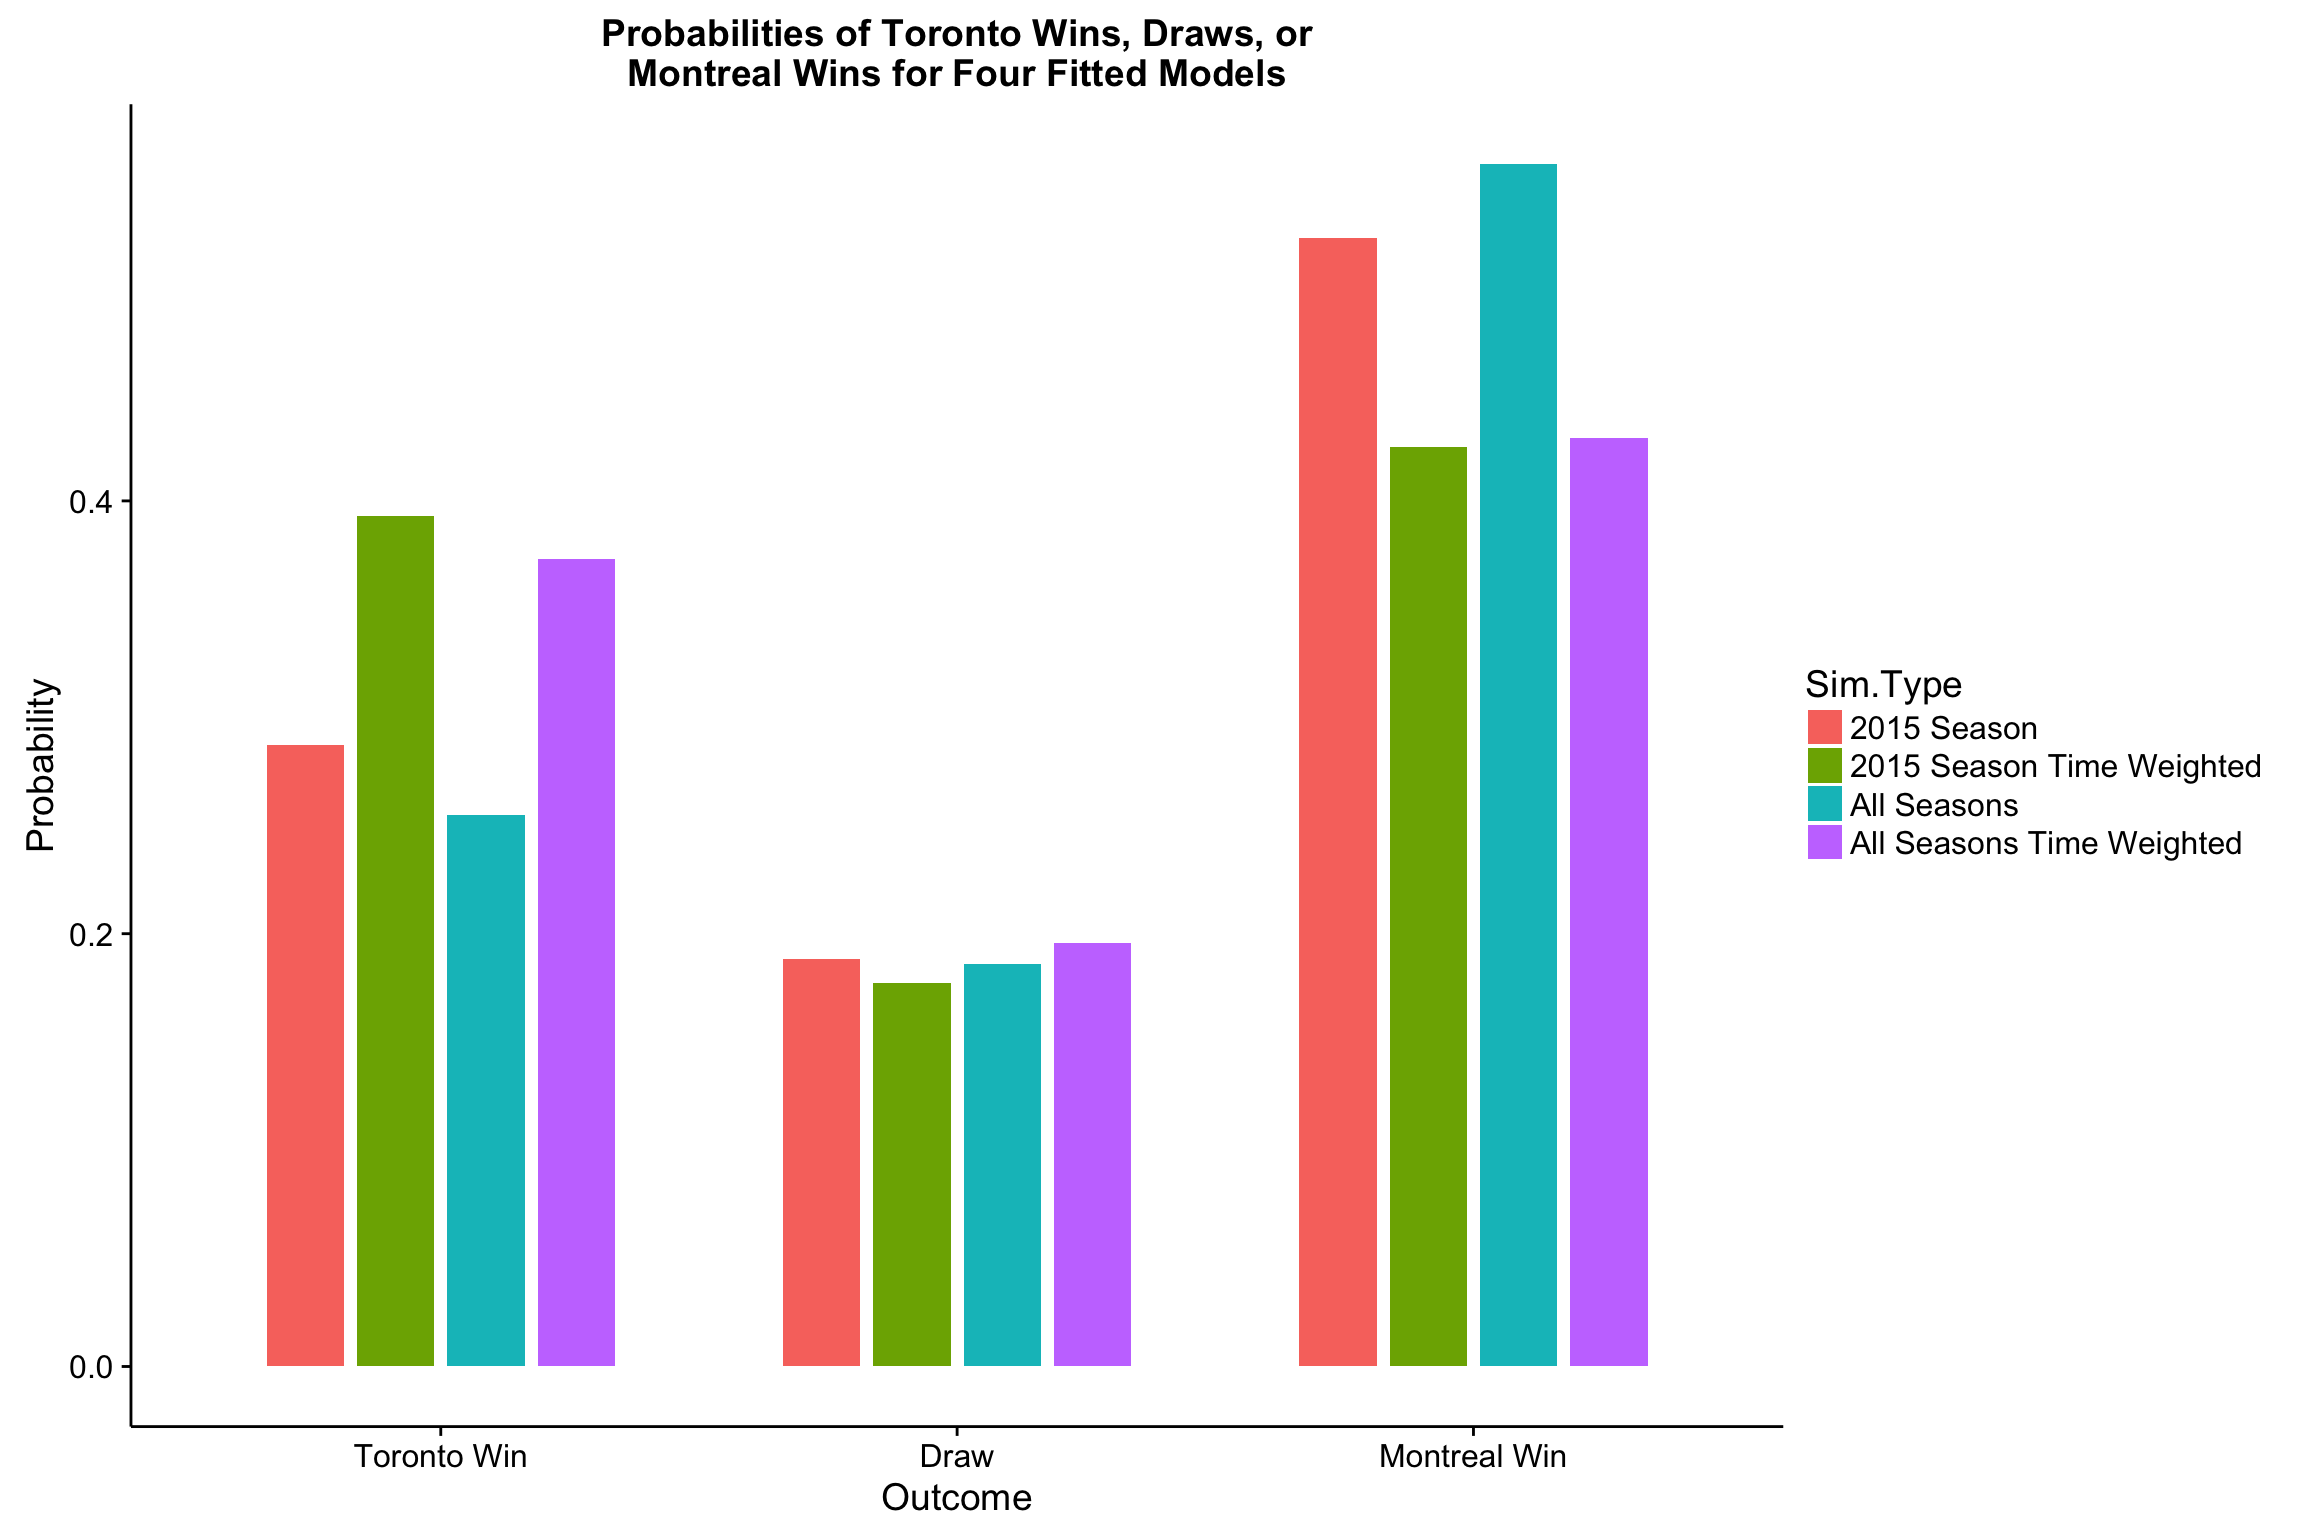 Probabilities of Toronto Wins, Draws, or
Montreal Wins for Four Fitted Models
Probability
0.4
0.2
0.0
Toronto Win
Draw
Montreal Win
Outcome
Sim.Type
2015 Season
2015 Season Time Weighted
All Seasons
All Seasons Time Weighted